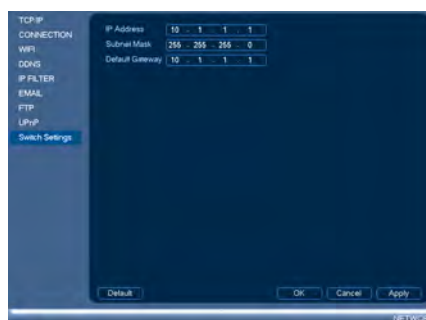 TCP/IP
CONNECTION
WIFI
DDNS
IP FILTER
EMAIL
FTP
UPnP
Switch Settings
IP Address 10 . 1 . 1 . 1
Subnet Mask 255 . 255 . 255 . 0
Default Gateway 10 . 1 . 1 . 1
Default OK Cancel Apply